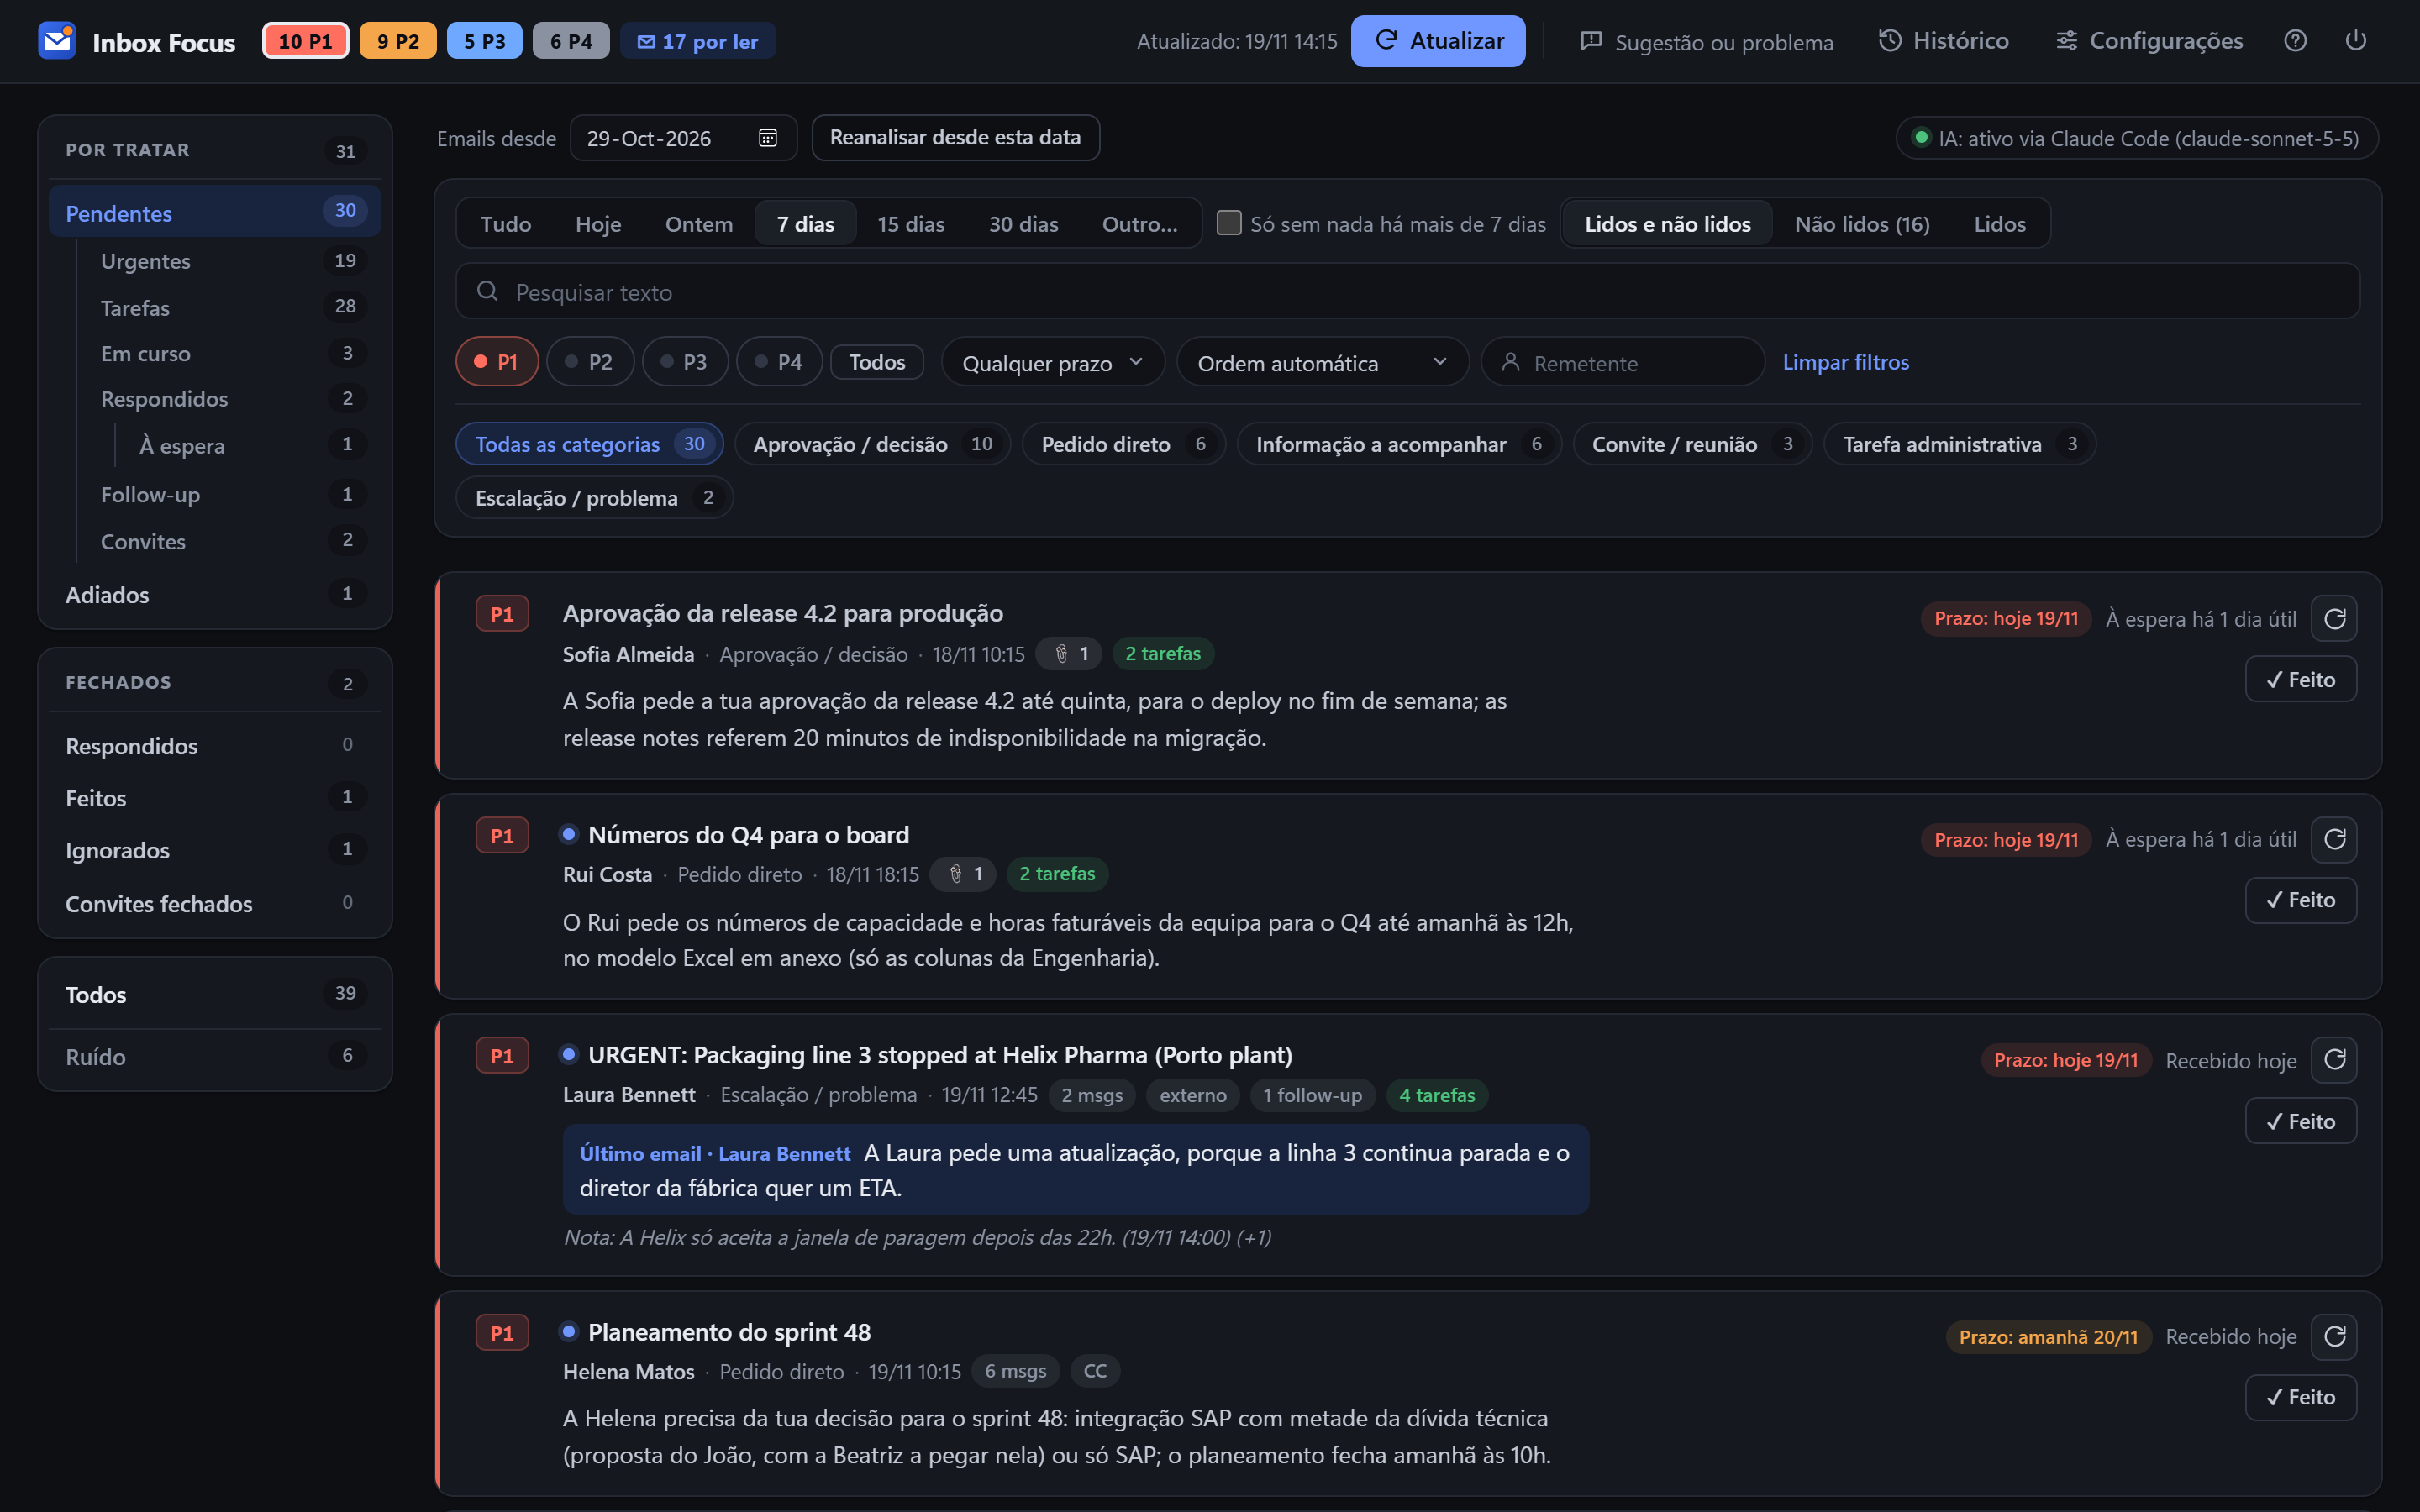 Inbox Focus 10 P1 9 P2 5 P3 6 P4 17 por ler Atualizado: 19/11 14:15 Atualizar Sugestão ou problema Histórico Configurações
POR TRATAR 31
Pendentes 30
Urgentes 19
Tarefas 28
Em curso 3
Respondidos 2
À espera 1
Follow-up 1
Convites 2
Adiados 1
FECHADOS 2
Respondidos 0
Feitos 1
Ignorados 1
Convites fechados 0
Todos 39
Ruído 6
Emails desde 29-Oct-2026 Reanalisar desde esta data IA: ativo via Claude Code (claude-sonnet-5-5)
Tudo Hoje Ontem 7 dias 15 dias 30 dias Outro... Só sem nada há mais de 7 dias Lidos e não lidos Não lidos (16) Lidos
Pesquisar texto
P1 P2 P3 P4 Todos Qualquer prazo Ordem automática Remetente Limpar filtros
Todas as categorias 30 Aprovação / decisão 10 Pedido direto 6 Informação a acompanhar 6 Convite / reunião 3 Tarefa administrativa 3
Escalação / problema 2
P1 Aprovação da release 4.2 para produção Prazo: hoje 19/11 À espera há 1 dia útil
Sofia Almeida · Aprovação / decisão · 18/11 10:15 1 2 tarefas
✓ Feito
A Sofia pede a tua aprovação da release 4.2 até quinta, para o deploy no fim de semana; as
release notes referem 20 minutos de indisponibilidade na migração.
P1 Números do Q4 para o board Prazo: hoje 19/11 À espera há 1 dia útil
Rui Costa · Pedido direto · 18/11 18:15 1 2 tarefas
✓ Feito
O Rui pede os números de capacidade e horas faturáveis da equipa para o Q4 até amanhã às 12h,
no modelo Excel em anexo (só as colunas da Engenharia).
P1 URGENT: Packaging line 3 stopped at Helix Pharma (Porto plant) Prazo: hoje 19/11 Recebido hoje
Laura Bennett · Escalação / problema · 19/11 12:45 2 msgs externo 1 follow-up 4 tarefas
✓ Feito
Último email · Laura Bennett A Laura pede uma atualização, porque a linha 3 continua parada e o
diretor da fábrica quer um ETA.
Nota: A Helix só aceita a janela de paragem depois das 22h. (19/11 14:00) (+1)
P1 Planeamento do sprint 48 Prazo: amanhã 20/11 Recebido hoje
Helena Matos · Pedido direto · 19/11 10:15 6 msgs CC
✓ Feito
A Helena precisa da tua decisão para o sprint 48: integração SAP com metade da dívida técnica
(proposta do João, com a Beatriz a pegar nela) ou só SAP; o planeamento fecha amanhã às 10h.